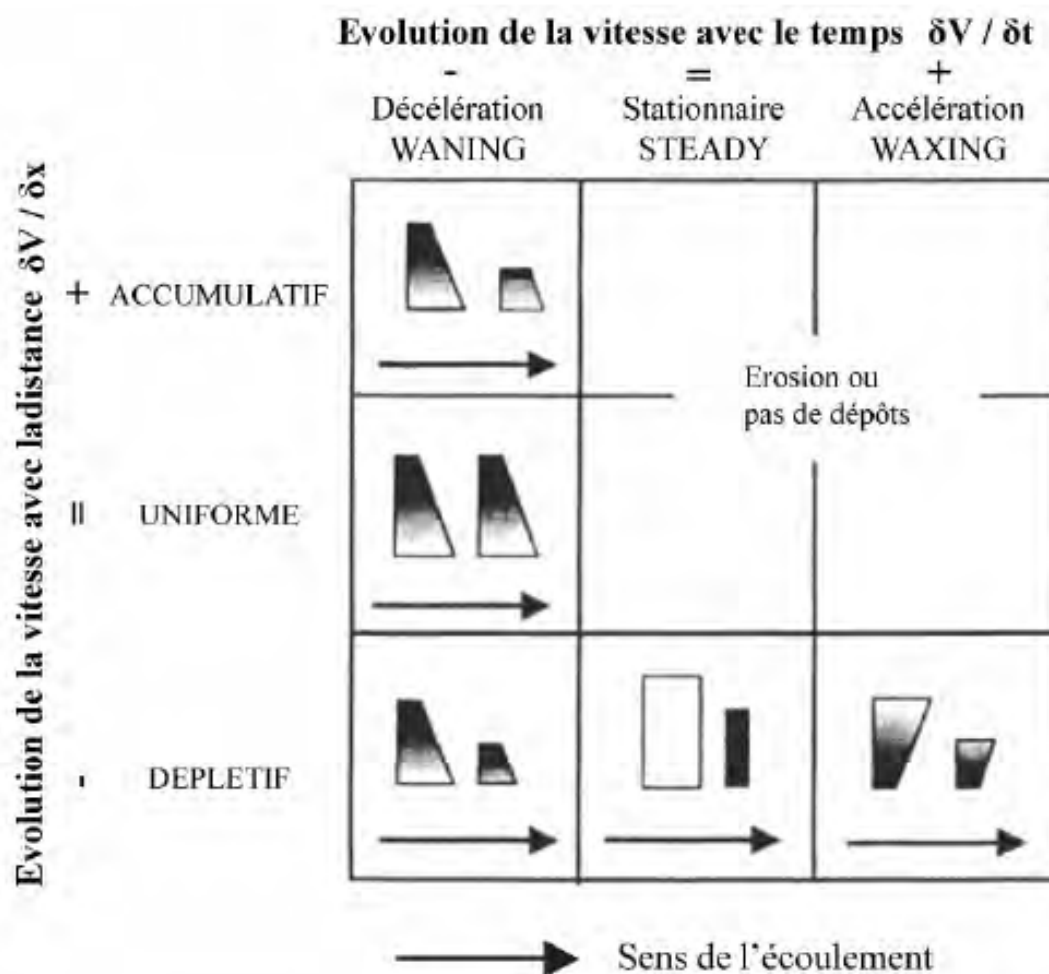 Evolution de la vitesse avec le temps δV / δt
- = +
Décélération Stationnaire Accélération
WANING STEADY WAXING
Evolution de la vitesse avec ladistance δV / δx
+ ACCUMULATIF
Erosion ou
pas de dépôts
= UNIFORME
- DEPLETIF
Sens de l'écoulement